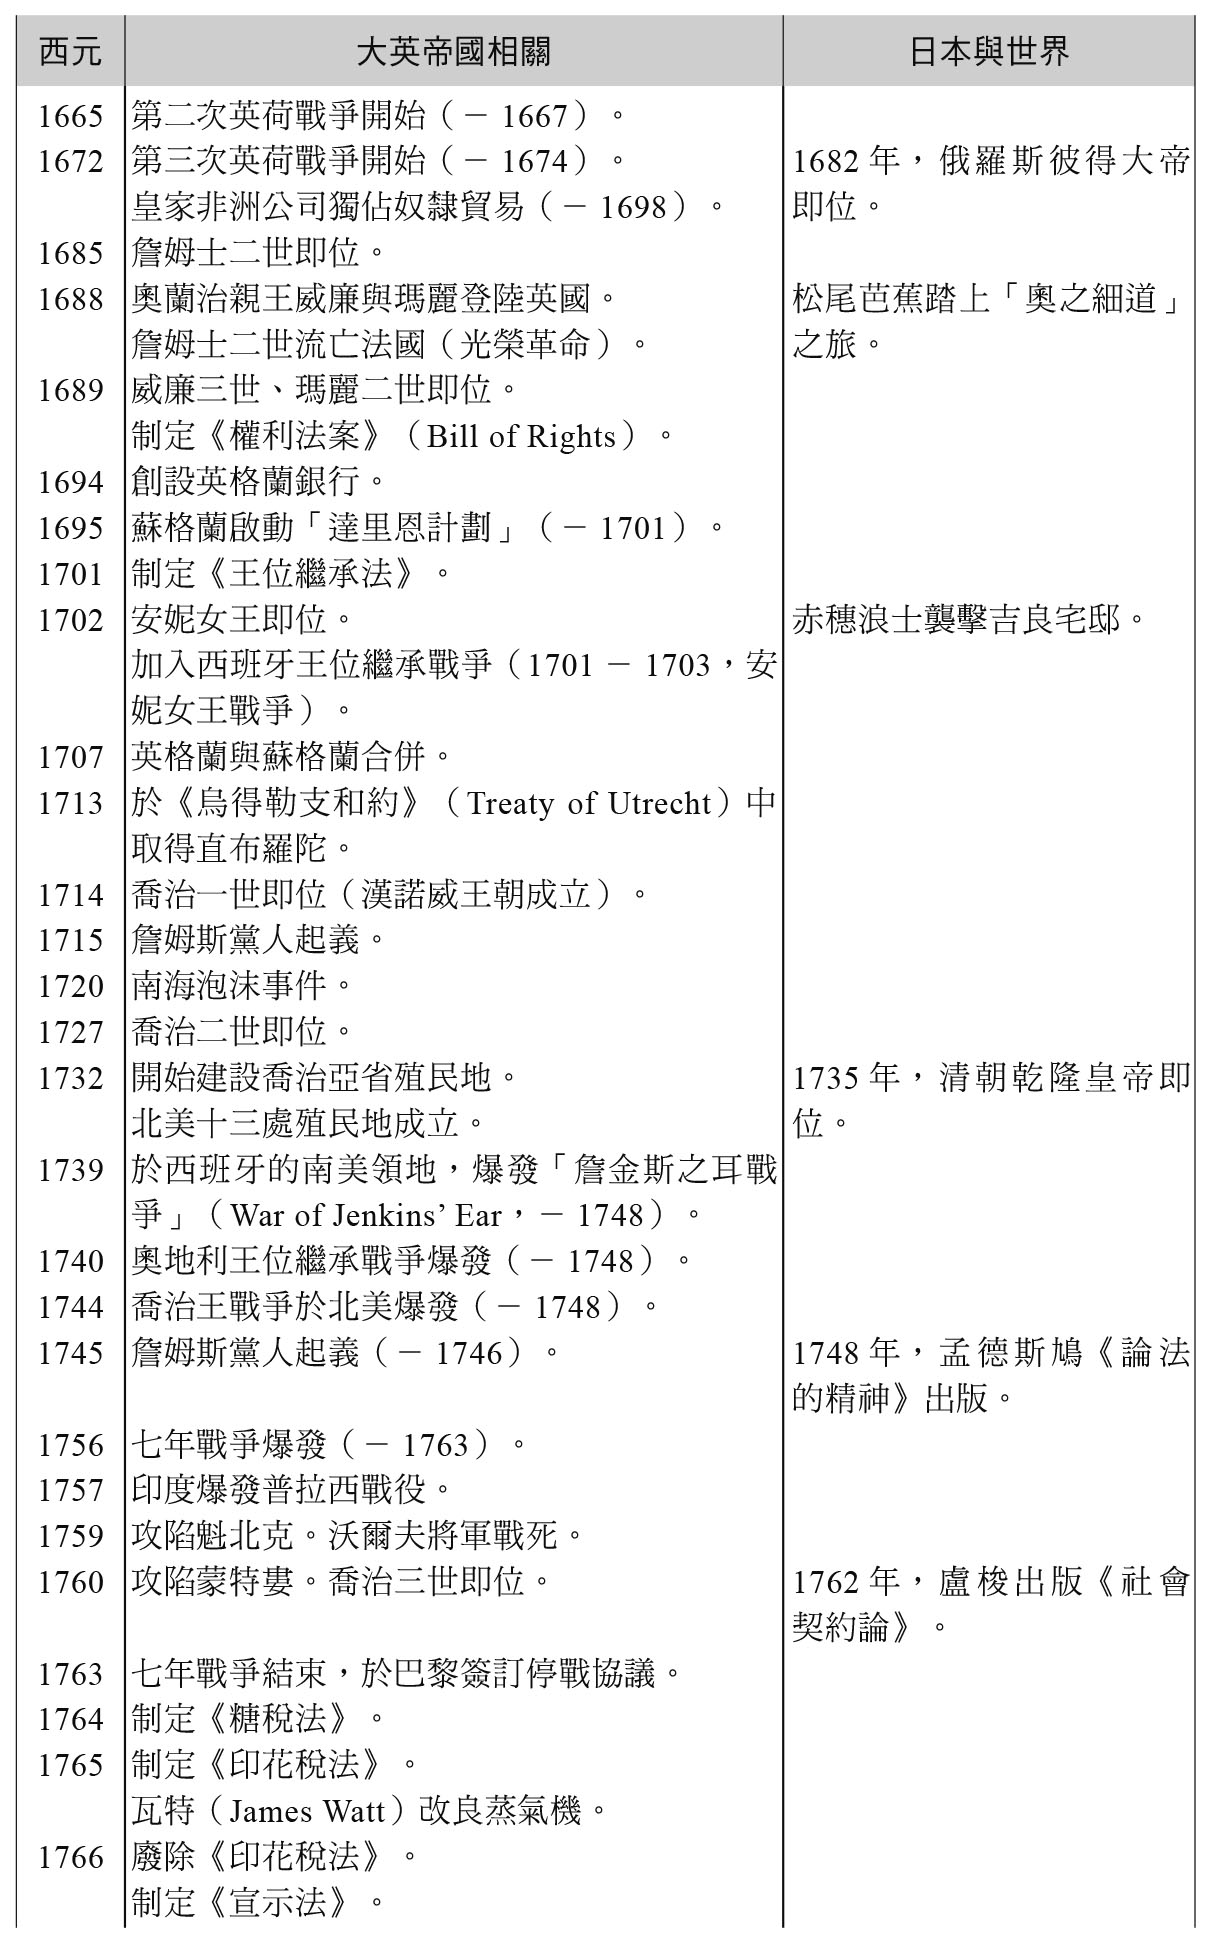 西元 大英帝國相關 日本與世界
1665 第二次英荷戰爭開始（－ 1667）。
1672 第三次英荷戰爭開始（－ 1674）。 1682 年，俄羅斯彼得大帝
皇家非洲公司獨佔奴隸貿易（－ 1698）。 即位。
1685 詹姆士二世即位。
1688 奧蘭治親王威廉與瑪麗登陸英國。 松尾芭蕉踏上「奧之細道」
詹姆士二世流亡法國（光榮革命）。 之旅。
1689 威廉三世、瑪麗二世即位。
制定《權利法案》（Bill of Rights）。
1694 創設英格蘭銀行。
1695 蘇格蘭啟動「達里恩計劃」（－ 1701）。
1701 制定《王位繼承法》。
1702 安妮女王即位。 赤穗浪士襲擊吉良宅邸。
加入西班牙王位繼承戰爭（1701 － 1703，安
妮女王戰爭）。
1707 英格蘭與蘇格蘭合併。
1713 於《烏得勒支和約》（Treaty of Utrecht）中
取得直布羅陀。
1714 喬治一世即位（漢諾威王朝成立）。
1715 詹姆斯黨人起義。
1720 南海泡沫事件。
1727 喬治二世即位。
1732 開始建設喬治亞省殖民地。 1735 年，清朝乾隆皇帝即
北美十三處殖民地成立。 位。
1739 於西班牙的南美領地，爆發「詹金斯之耳戰
爭」（War of Jenkins’ Ear，－ 1748）。
1740 奧地利王位繼承戰爭爆發（－ 1748）。
1744 喬治王戰爭於北美爆發（－ 1748）。
1745 詹姆斯黨人起義（－ 1746）。 1748 年，孟德斯鳩《論法
的精神》出版。
1756 七年戰爭爆發（－ 1763）。
1757 印度爆發普拉西戰役。
1759 攻陷魁北克。沃爾夫將軍戰死。
1760 攻陷蒙特婁。喬治三世即位。 1762 年，盧梭出版《社會
契約論》。
1763 七年戰爭結束，於巴黎簽訂停戰協議。
1764 制定《糖稅法》。
1765 制定《印花稅法》。
瓦特（James Watt）改良蒸氣機。
1766 廢除《印花稅法》。
制定《宣示法》。